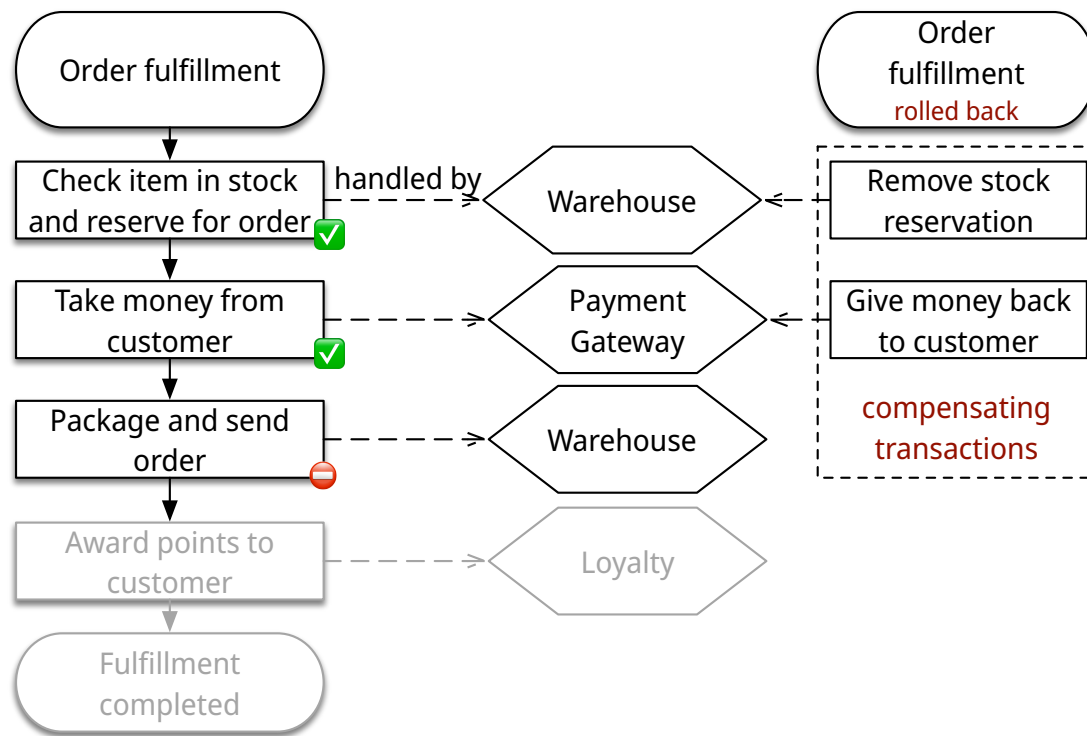 Order fulfillment
Order
fulfillment
rolled back
Check item in stock
and reserve for order
handled by
Warehouse
Remove stock
reservation
Take money from
customer
Payment
Gateway
Give money back
to customer
Package and send
order
Warehouse
compensating
transactions
Award points to
customer
Loyalty
Fulfillment
completed